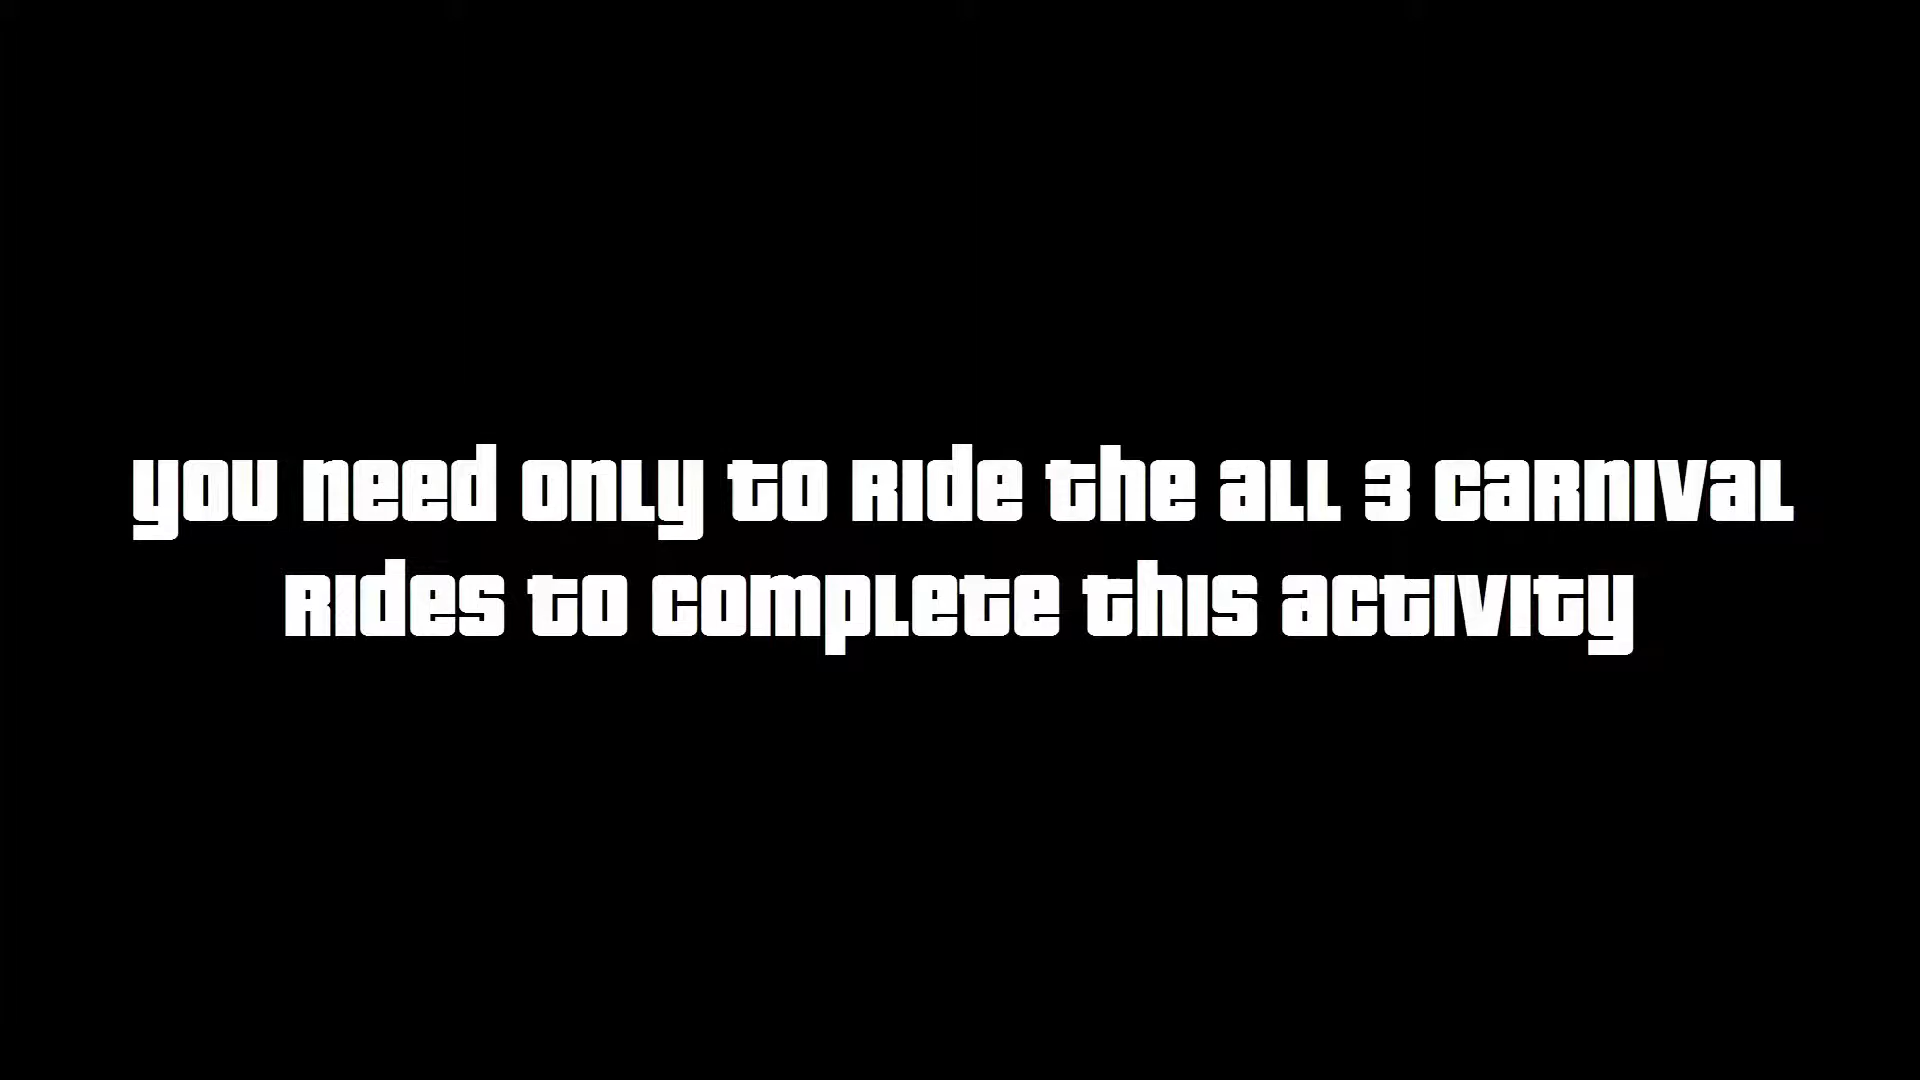 you need only to ride the all 3 carnival
rides to complete this activity